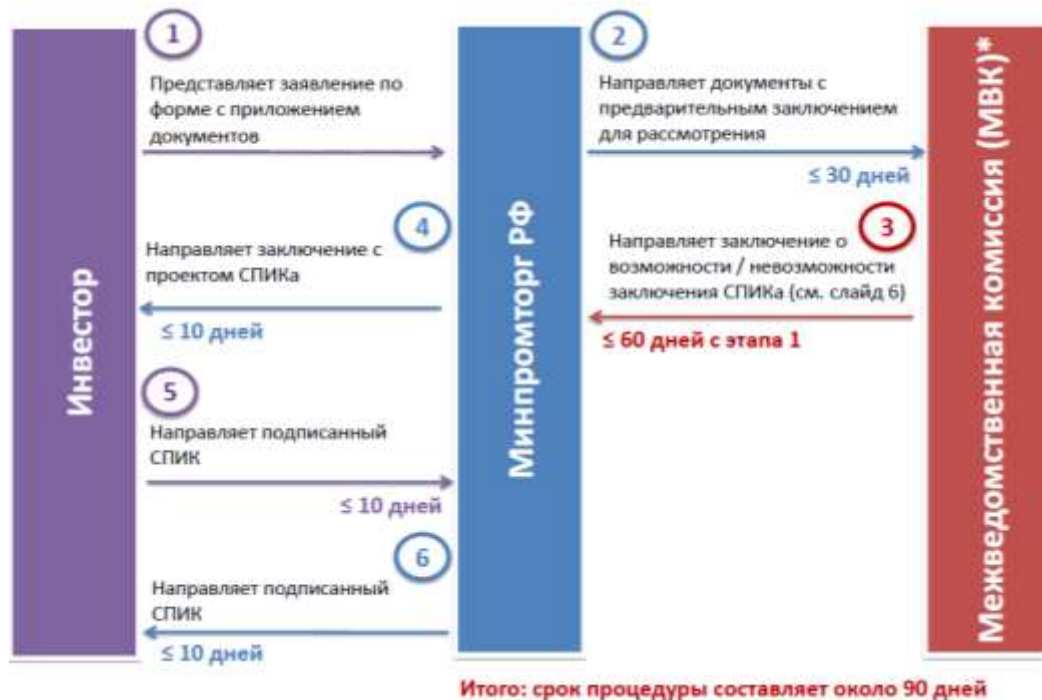 Инвестор
Минпромторг РФ
Межведомственная комиссия (МВК)*
1
Представляет заявление по
форме с приложением
документов
2
Направляет документы с
предварительным заключением
для рассмотрения
≤ 30 дней
3
Направляет заключение о
возможности / невозможности
заключения СПИКа (см. слайд 6)
≤ 60 дней с этапа 1
4
Направляет заключение с
проектом СПИКа
≤ 10 дней
5
Направляет подписанный
СПИК
≤ 10 дней
6
Направляет подписанный
СПИК
≤ 10 дней
Итого: срок процедуры составляет около 90 дней